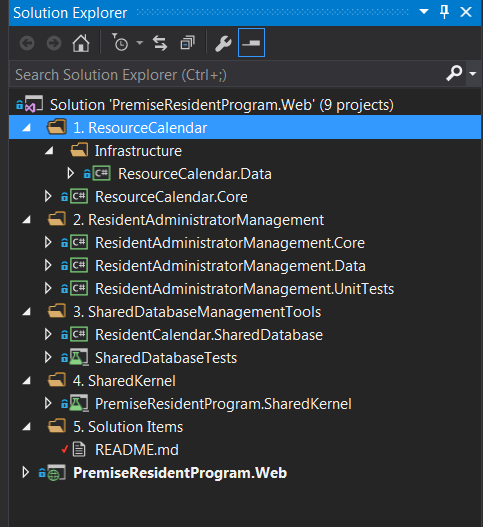 Solution Explorer
Search Solution Explorer (Ctrl+;)
Solution 'PremiseResidentProgram.Web' (9 projects)
1. ResourceCalendar
Infrastructure
C# ResourceCalendar.Data
C# ResourceCalendar.Core
2. ResidentAdministratorManagement
C# ResidentAdministratorManagement.Core
C# ResidentAdministratorManagement.Data
C# ResidentAdministratorManagement.UnitTests
3. SharedDatabaseManagementTools
C# ResidentCalendar.SharedDatabase
SharedDatabaseTests
4. SharedKernel
PremiseResidentProgram.SharedKernel
5. Solution Items
README.md
PremiseResidentProgram.Web